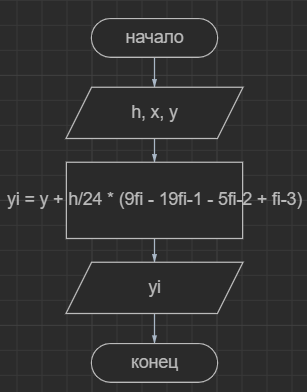 начало
h, x, y
yi = y + h/24 * (9fi - 19fi-1 - 5fi-2 + fi-3)
yi
конец